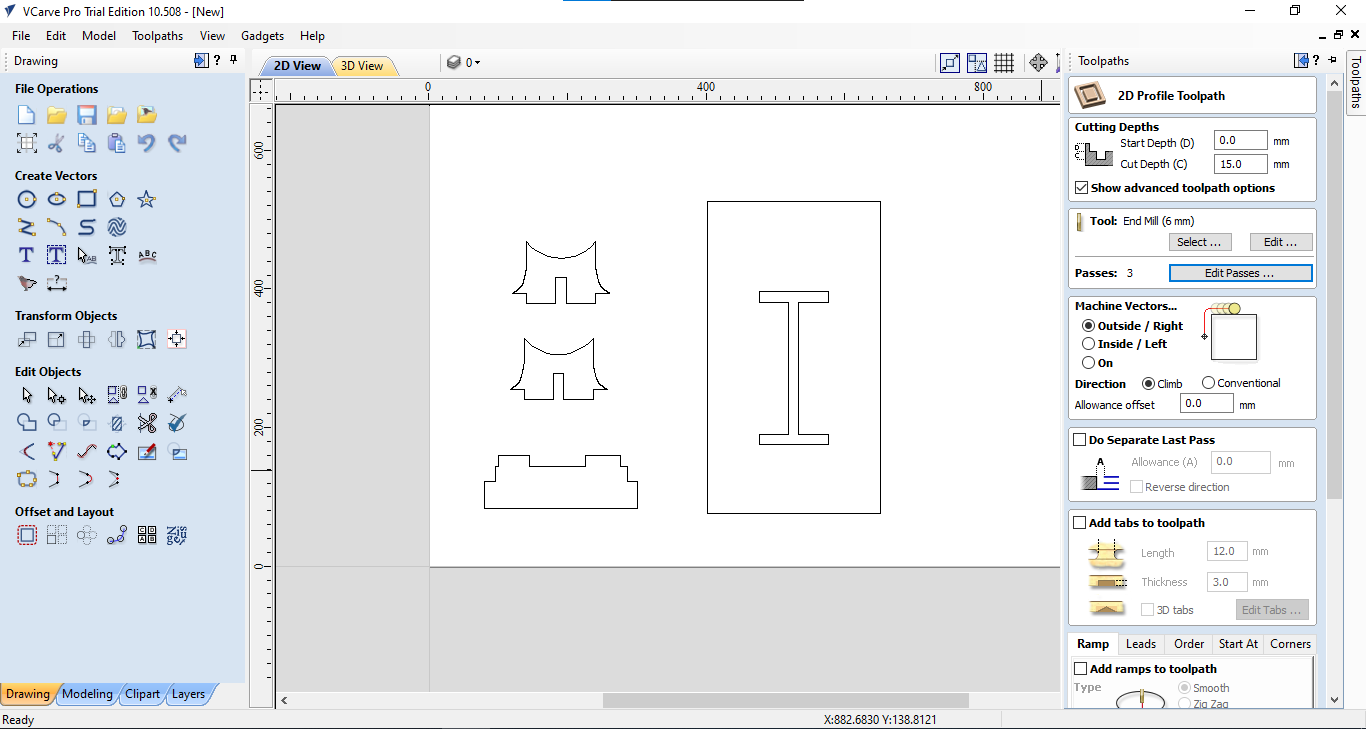 VCarve Pro Trial Edition 10.508 - [New]
File Edit Model Toolpaths View Gadgets Help
Drawing
?
File Operations
Create Vectors
T T AB T ABC
?
Transform Objects
Edit Objects
Offset and Layout
Drawing Modeling Clipart Layers
Ready
2D View 3D View 0
0 400 800
600
400
200
0
X:882.6830 Y:138.8121
Toolpaths
?
Toolpaths
2D Profile Toolpath
Cutting Depths
Start Depth (D) 0.0 mm
Cut Depth (C) 15.0 mm
Show advanced toolpath options
Tool: End Mill (6 mm)
Select ... Edit ...
Passes: 3 Edit Passes ...
Machine Vectors...
Outside / Right
Inside / Left
On
Direction Climb Conventional
Allowance offset 0.0 mm
Do Separate Last Pass
A Allowance (A) 0.0 mm
Reverse direction
Add tabs to toolpath
Length 12.0 mm
Thickness 3.0 mm
3D tabs Edit Tabs ...
Ramp Leads Order Start At Corners
Add ramps to toolpath
Type Smooth
Zig Zag